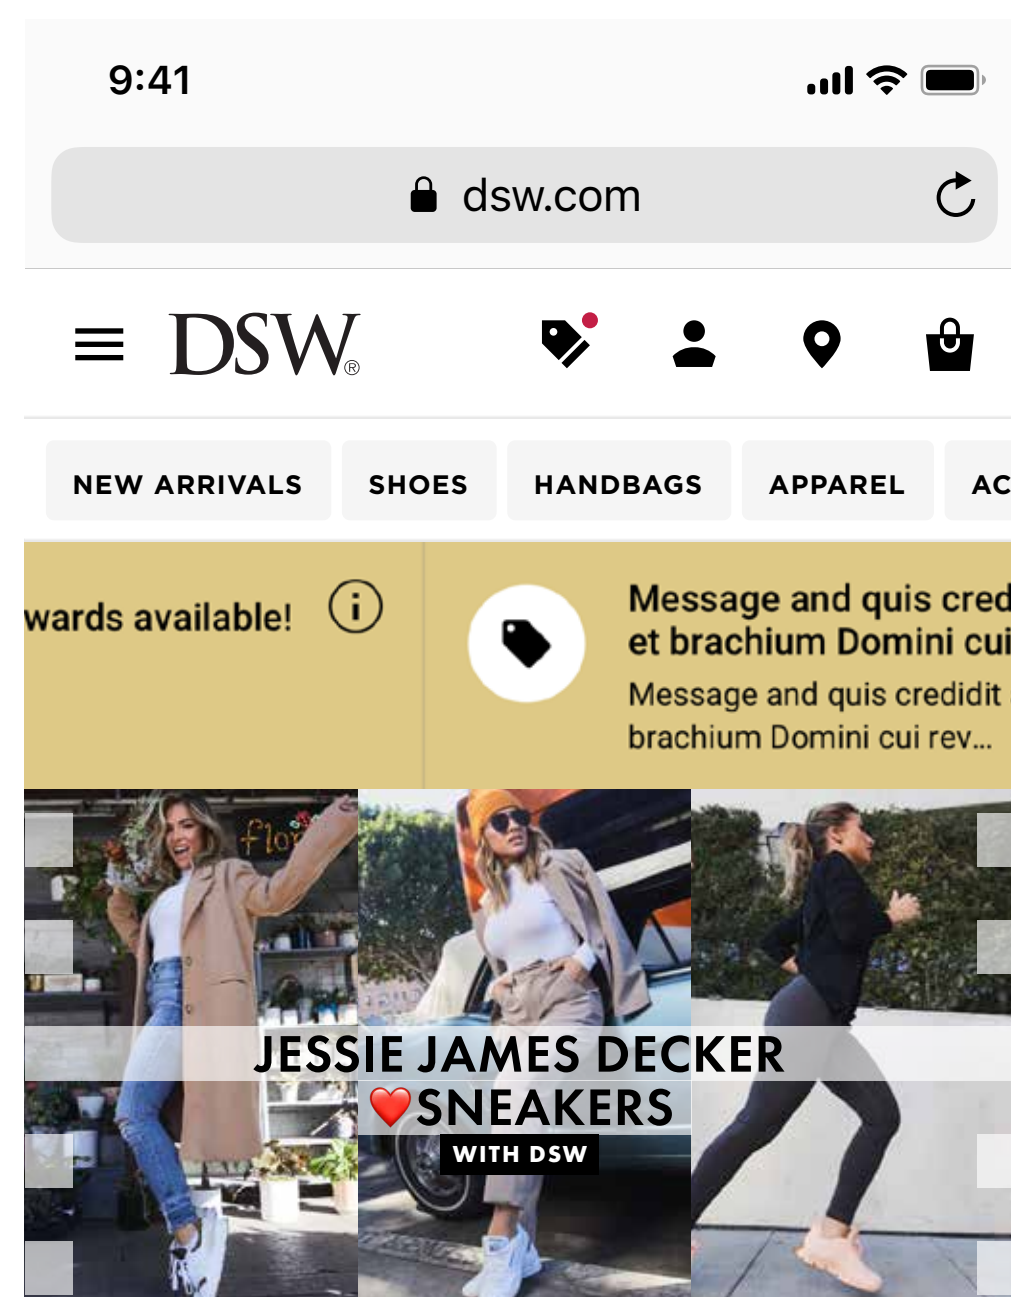 9:41
dsw.com
DSW®
NEW ARRIVALS
SHOES
HANDBAGS
APPAREL
AC
wards available!
Message and quis cred
et brachium Domini cui
Message and quis credidit
brachium Domini cui rev...
flor
JESSIE JAMES DECKER
❤️SNEAKERS
WITH DSW